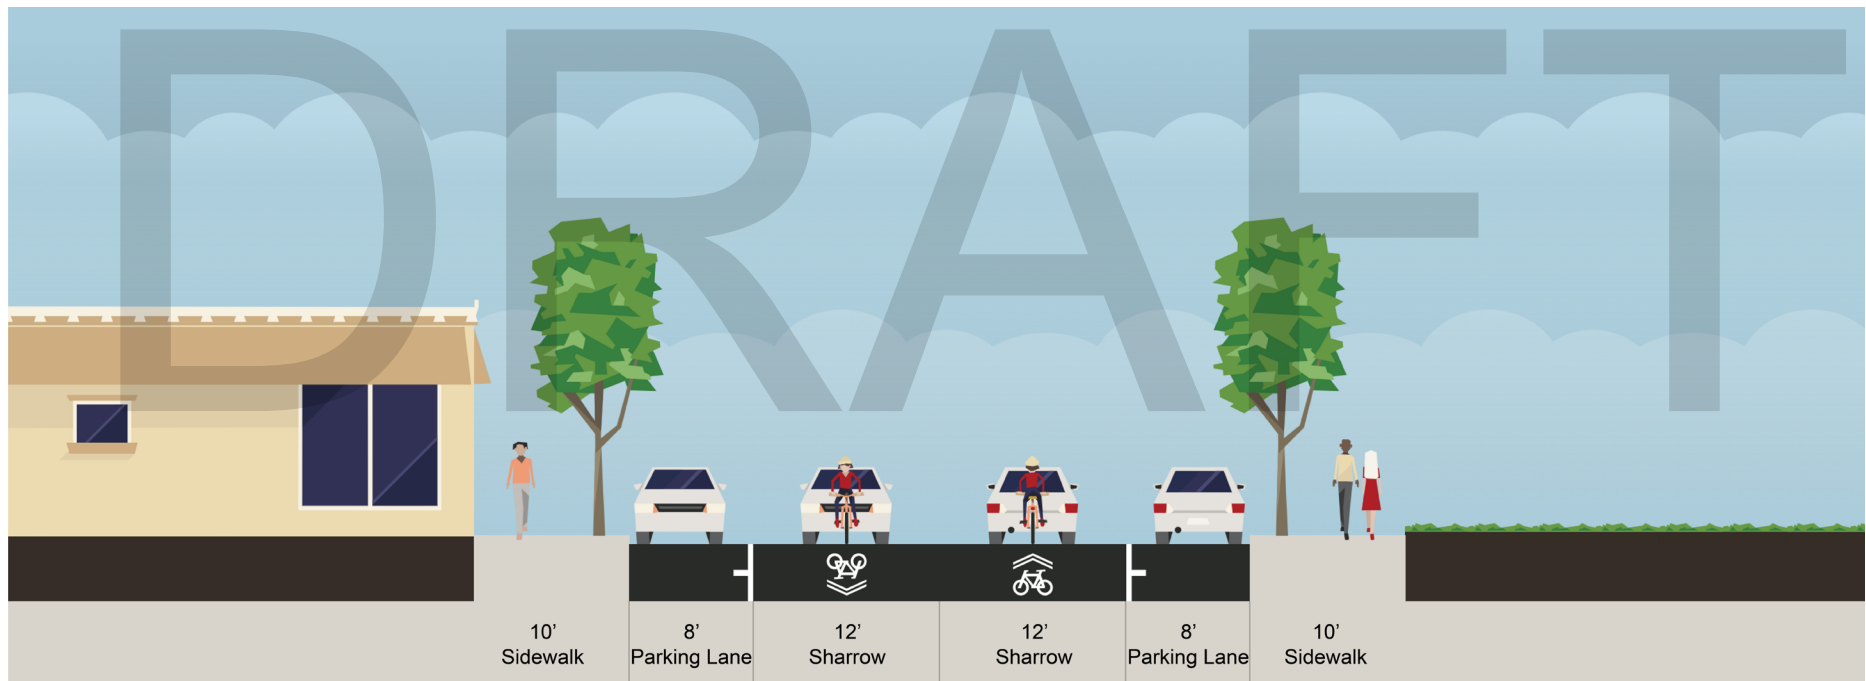 DRAFT
10’
Sidewalk
8’
Parking Lane
12’
Sharrow
12’
Sharrow
8’
Parking Lane
10’
Sidewalk